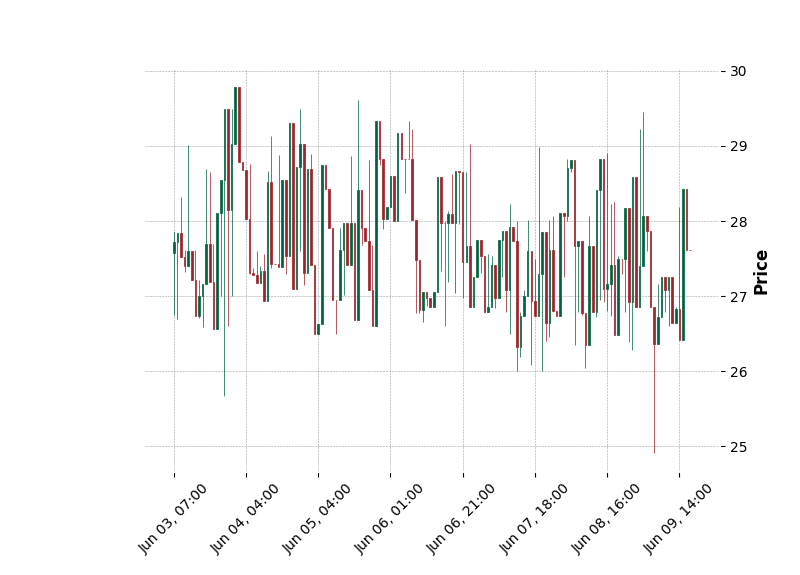 30
29
28
27
26
25
Price
Jun 03, 07:00
Jun 04, 04:00
Jun 05, 04:00
Jun 06, 01:00
Jun 06, 21:00
Jun 07, 18:00
Jun 08, 16:00
Jun 09, 14:00